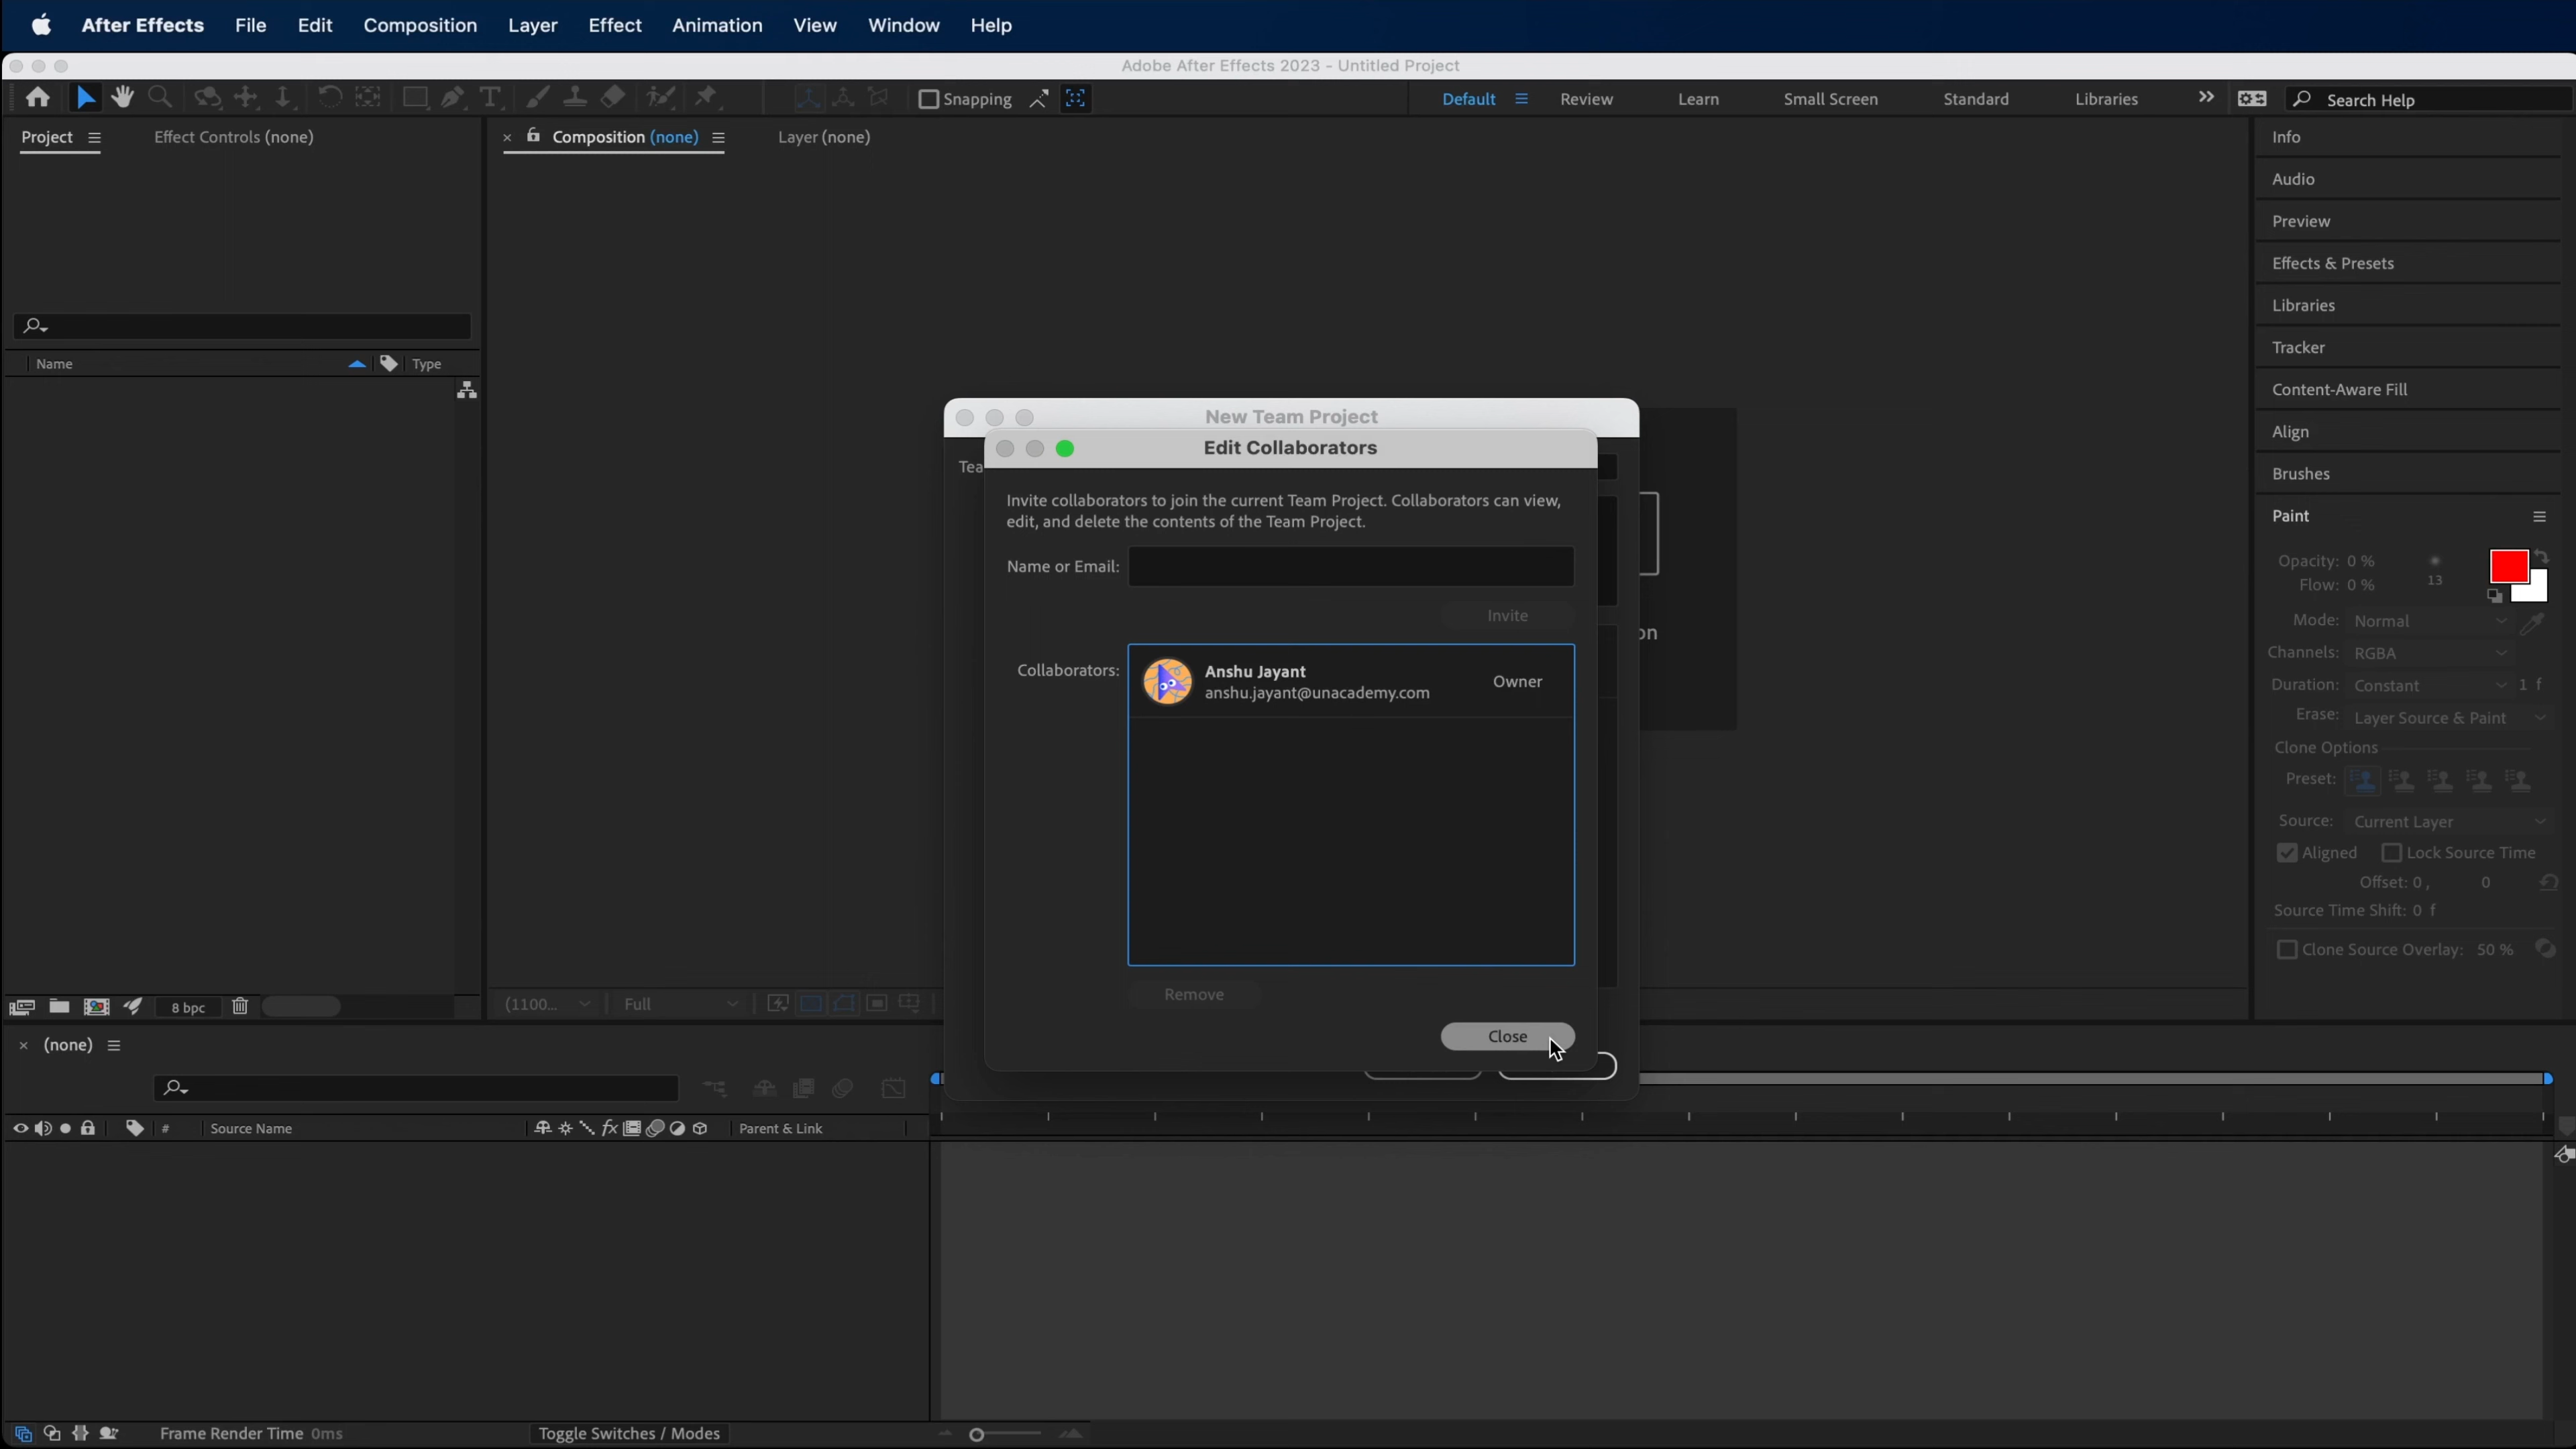 After Effects File Edit Composition Layer Effect Animation View Window Help
Adobe After Effects 2023 - Untitled Project
Snapping Default Review Learn Small Screen Standard Libraries Search Help
Project Effect Controls (none) Composition (none) Layer (none)
Name Type
Info
Audio
Preview
Effects & Presets
Libraries
Tracker
Content-Aware Fill
Align
Brushes
Paint
Opacity: 0 %
Flow: 0 %
13
Mode: Normal
Channels: RGBA
Duration: Constant 1 f
Erase: Layer Source & Paint
Clone Options
Preset:
Source: Current Layer
Aligned Lock Source Time
Offset: 0 , 0
Source Time Shift: 0 f
Clone Source Overlay: 50 %
New Team Project
Edit Collaborators
Tea
Invite collaborators to join the current Team Project. Collaborators can view,
edit, and delete the contents of the Team Project.
Name or Email:
Invite
on
Collaborators: Anshu Jayant
anshu.jayant@unacademy.com
Owner
Remove
Close
8 bpc (1100... Full
(none)
# Source Name fx Parent & Link
Frame Render Time 0ms Toggle Switches / Modes